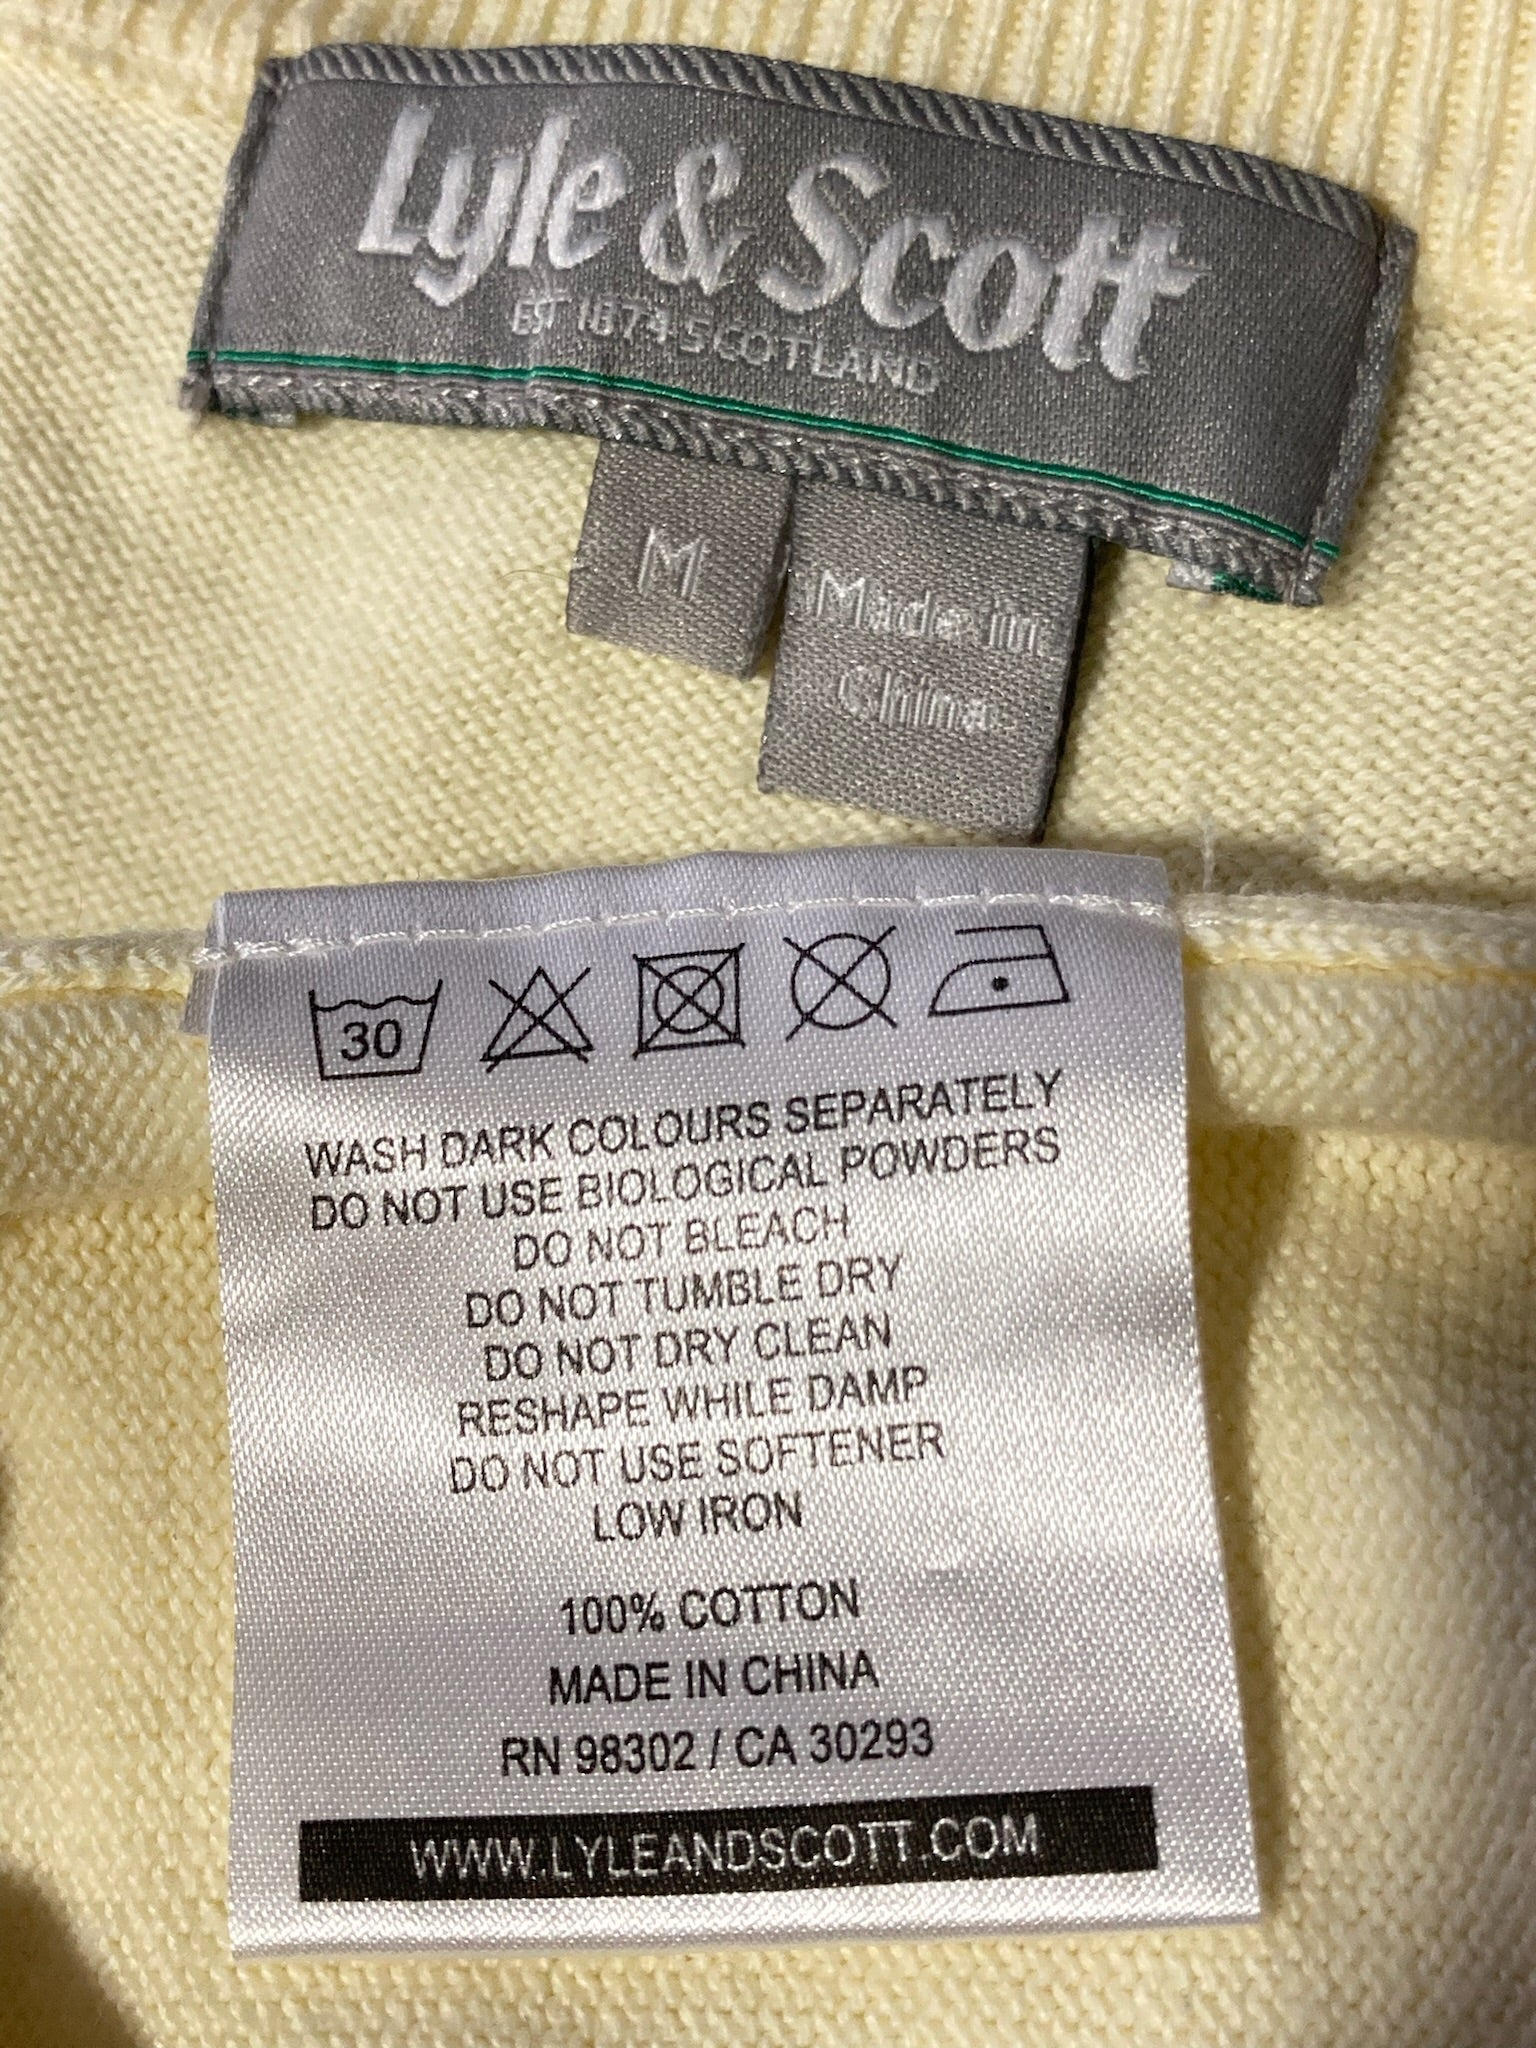 Lyle & Scott
EST 1874 SCOTLAND
M
Made in
China
30
WASH DARK COLOURS SEPARATELY
DO NOT USE BIOLOGICAL POWDERS
DO NOT BLEACH
DO NOT TUMBLE DRY
DO NOT DRY CLEAN
RESHAPE WHILE DAMP
DO NOT USE SOFTENER
LOW IRON
100% COTTON
MADE IN CHINA
RN 98302 / CA 30293
WWW.LYLEANDSCOTT.COM